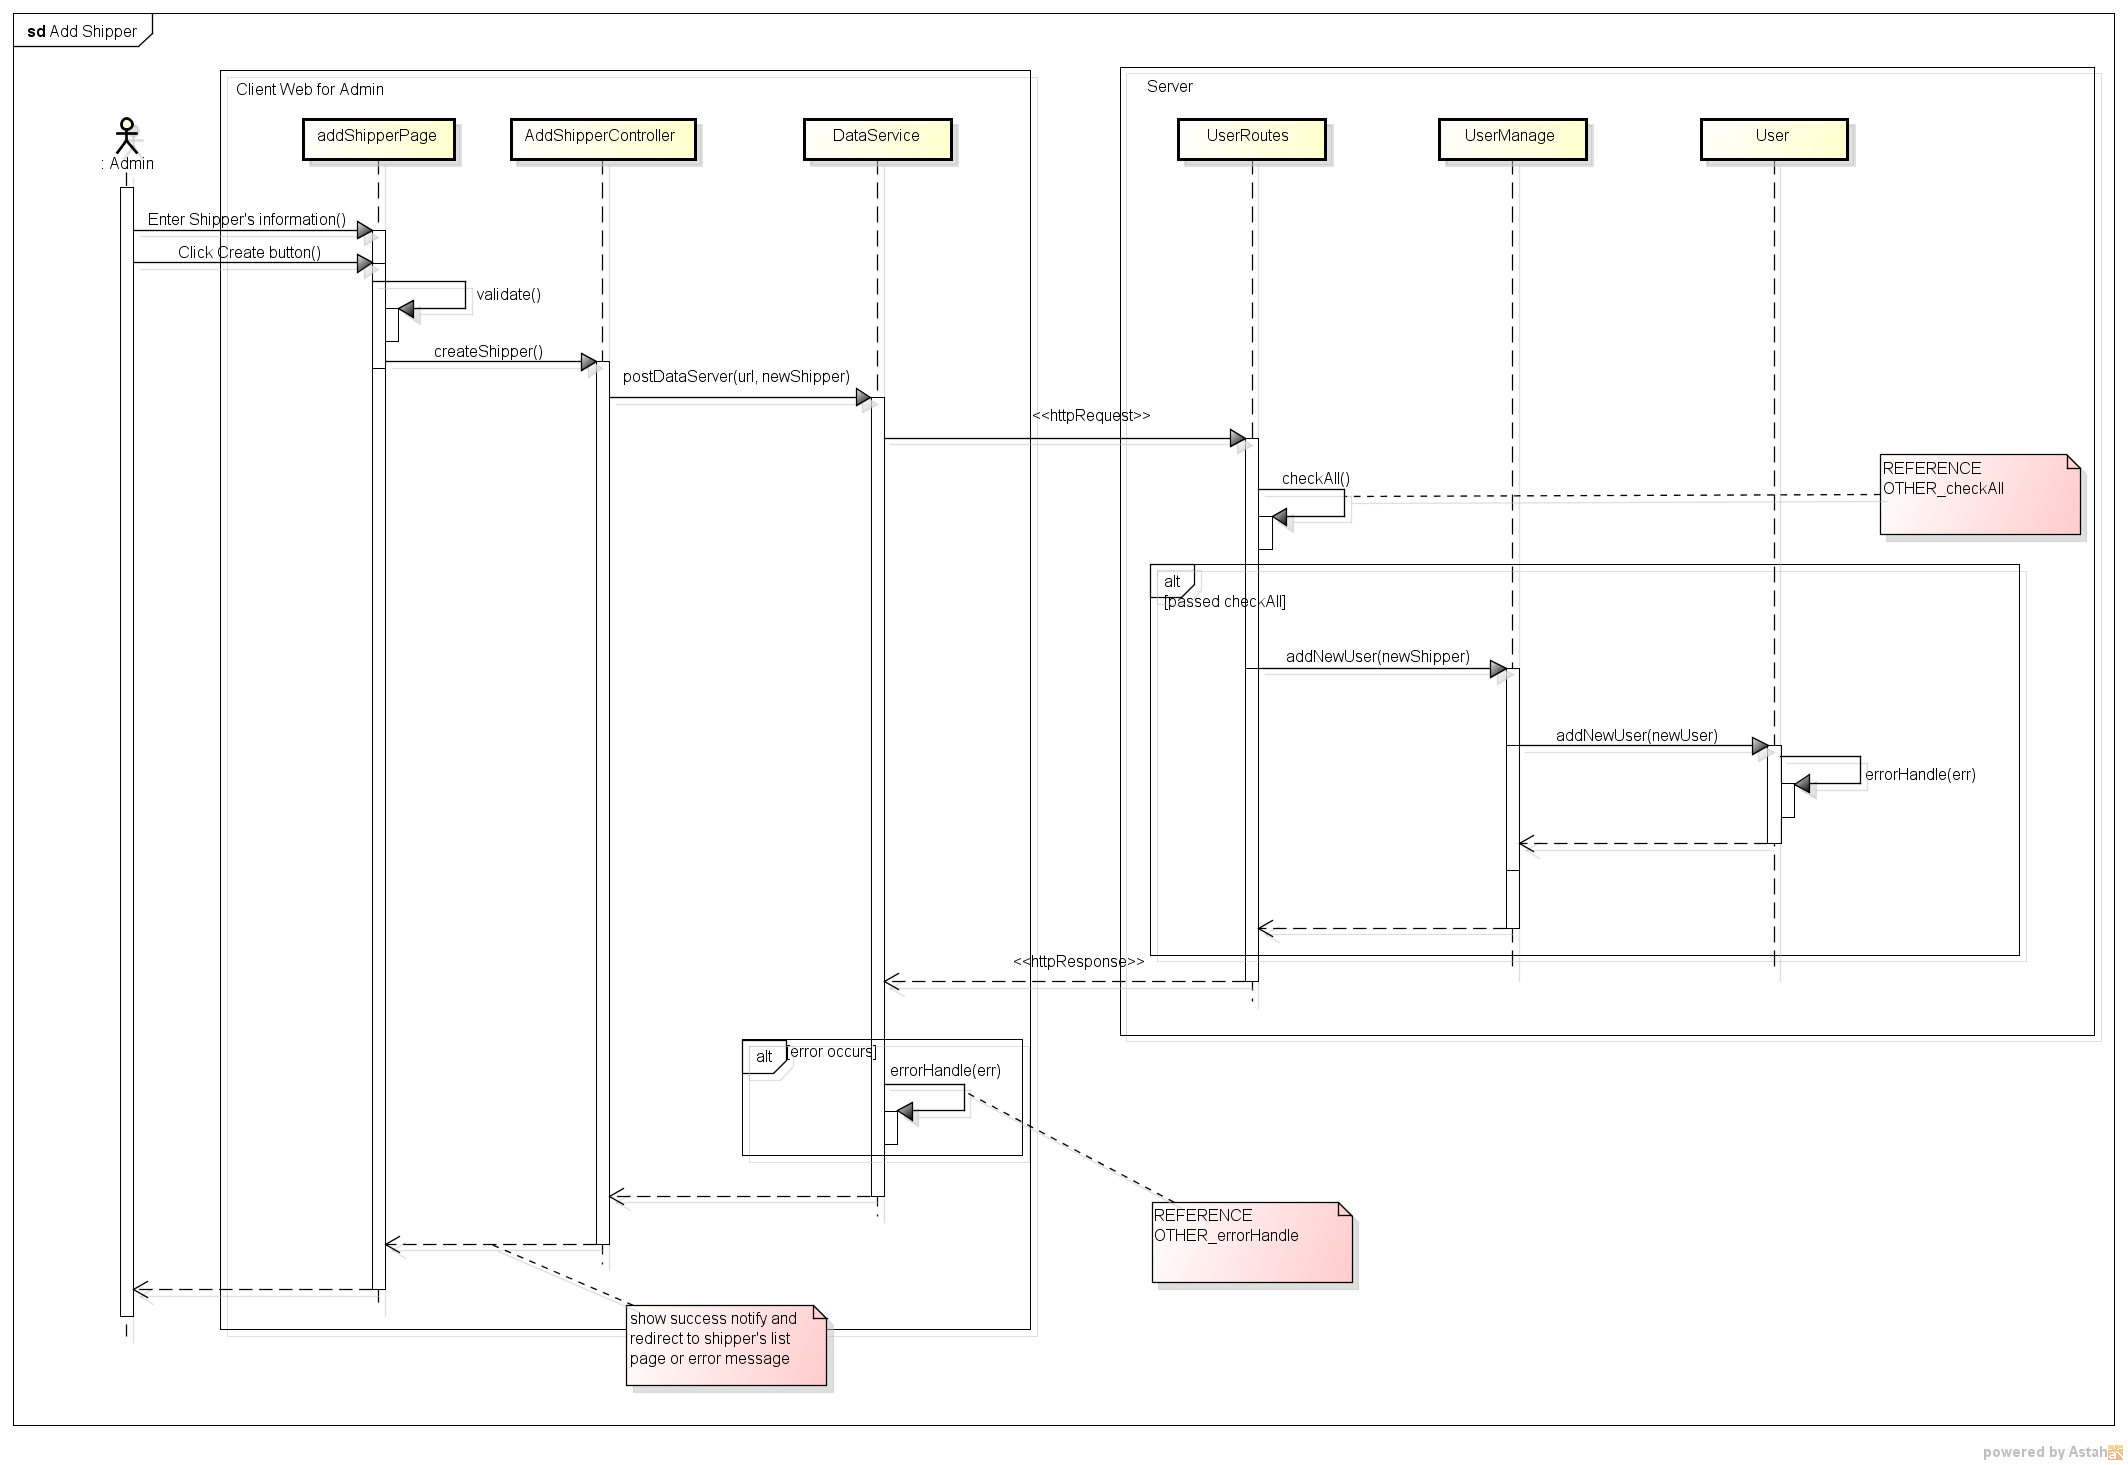 sd Add Shipper
Client Web for Admin
Server
: Admin
addShipperPage
AddShipperController
DataService
UserRoutes
UserManage
User
Enter Shipper's information()
Click Create button()
validate()
createShipper()
postDataServer(url, newShipper)
<<httpRequest>>
checkAll()
REFERENCE
OTHER_checkAll
alt
[passed checkAll]
addNewUser(newShipper)
addNewUser(newUser)
errorHandle(err)
<<httpResponse>>
alt
[error occurs]
errorHandle(err)
REFERENCE
OTHER_errorHandle
show success notify and
redirect to shipper's list
page or error message
powered by Astah